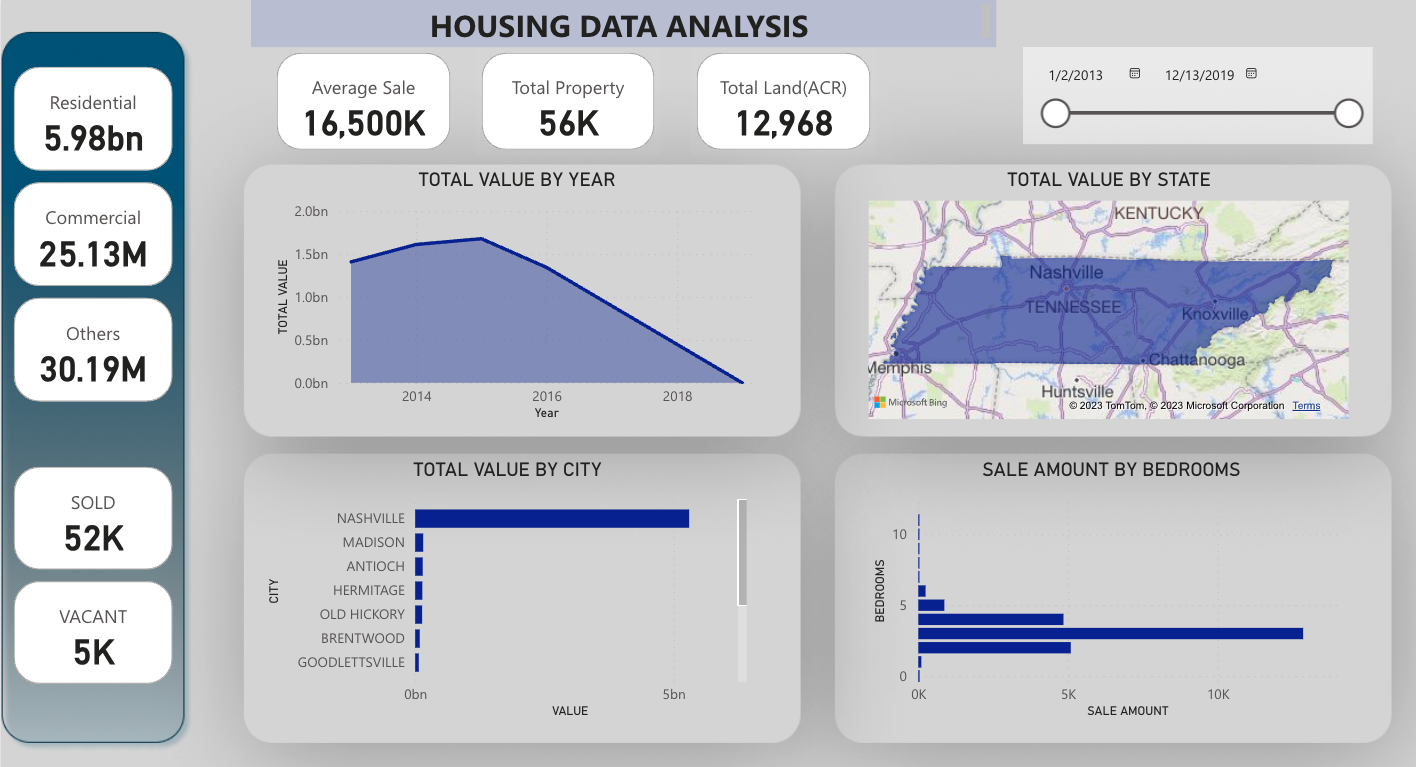 HOUSING DATA ANALYSIS
Residential
5.98bn
Commercial
25.13M
Others
30.19M
SOLD
52K
VACANT
5K
Average Sale
16,500K
Total Property
56K
Total Land(ACR)
12,968
1/2/2013 12/13/2019
TOTAL VALUE BY YEAR
TOTAL VALUE
2.0bn
1.5bn
1.0bn
0.5bn
0.0bn
2014 2016 2018
Year
TOTAL VALUE BY STATE
KENTUCKY
Nashville
TENNESSEE
Knoxville
Chattanooga
Memphis
Huntsville
Microsoft Bing
© 2023 TomTom, © 2023 Microsoft Corporation Terms
TOTAL VALUE BY CITY
CITY
NASHVILLE
MADISON
ANTIOCH
HERMITAGE
OLD HICKORY
BRENTWOOD
GOODLETTSVILLE
0bn 5bn
VALUE
SALE AMOUNT BY BEDROOMS
BEDROOMS
10
5
0
0K 5K 10K
SALE AMOUNT